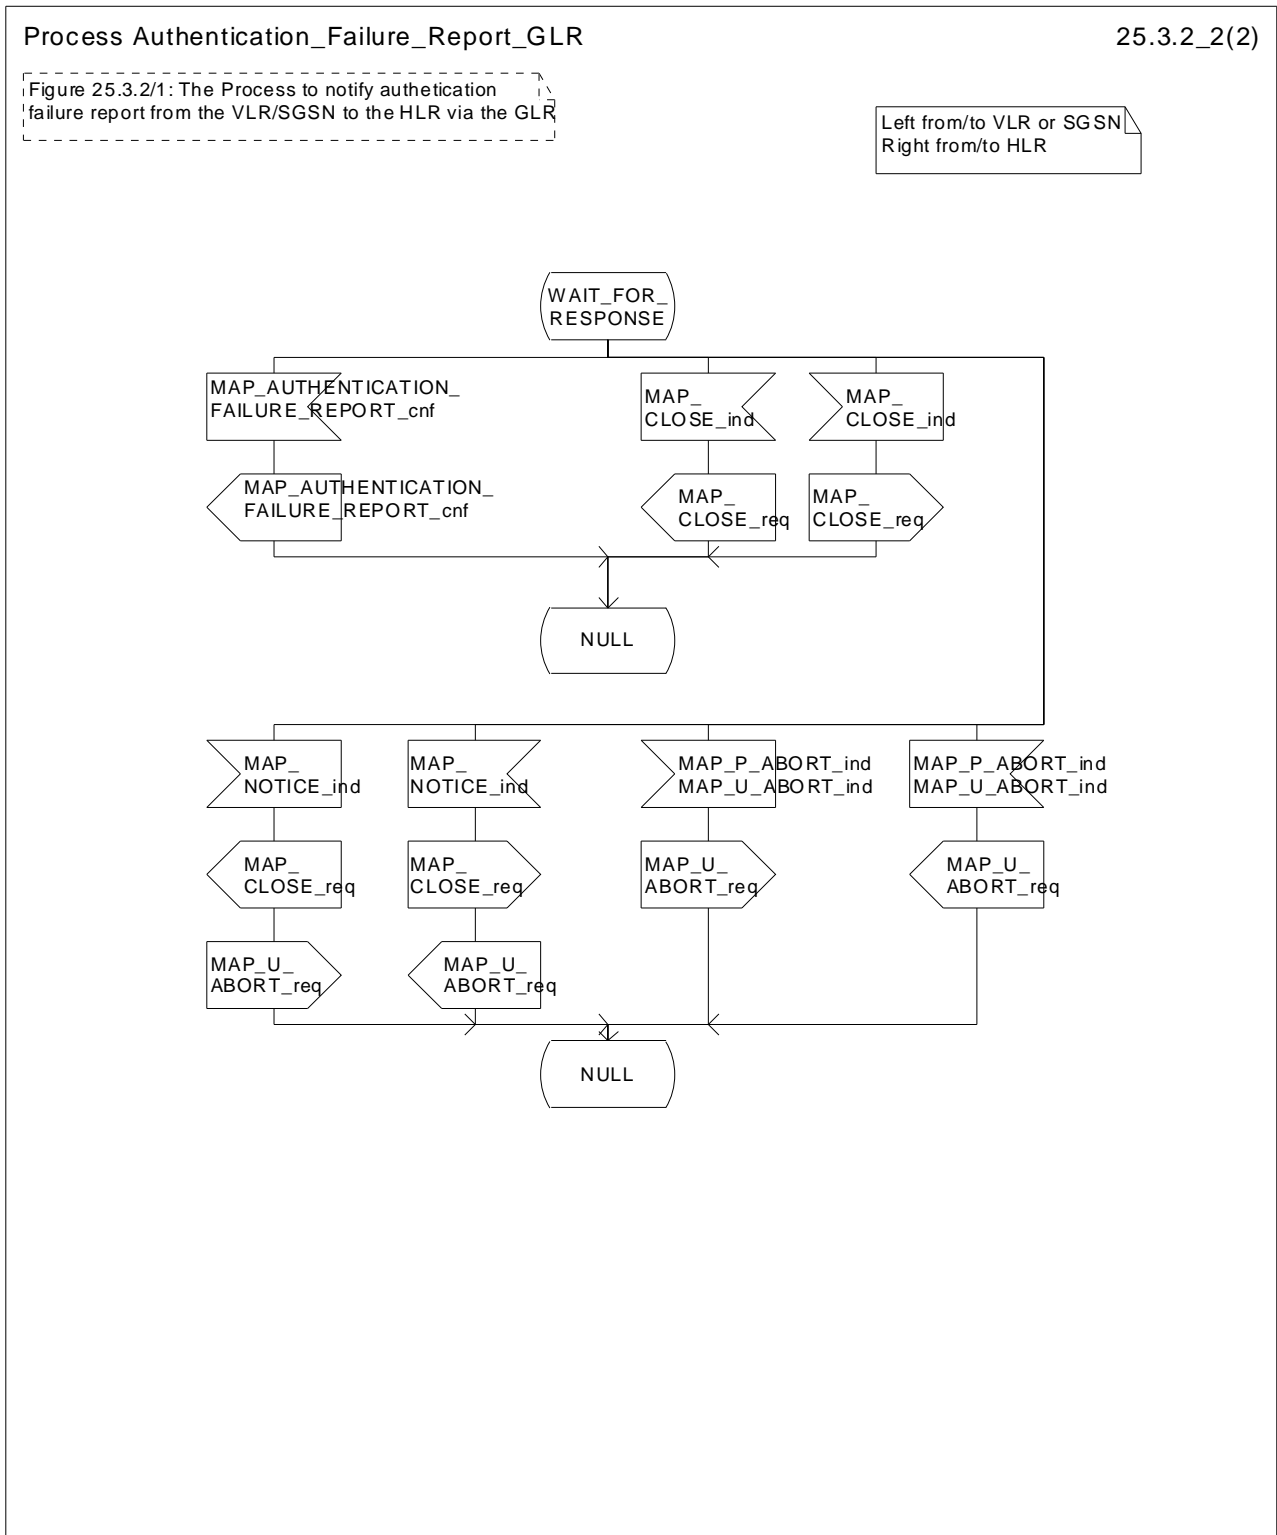 Process Authentication_Failure_Report_GLR
25.3.2_2(2)
Figure 25.3.2/1: The Process to notify authetication
failure report from the VLR/SGSN to the HLR via the GLR
Left from/to VLR or SGSN
Right from/to HLR
WAIT_FOR_
RESPONSE
MAP_AUTHENTICATION_
FAILURE_REPORT_cnf
MAP_
CLOSE_ind
MAP_
CLOSE_ind
MAP_AUTHENTICATION_
FAILURE_REPORT_cnf
MAP_
CLOSE_req
MAP_
CLOSE_req
NULL
MAP_
NOTICE_ind
MAP_
NOTICE_ind
MAP_P_ABORT_ind
MAP_U_ABORT_ind
MAP_P_ABORT_ind
MAP_U_ABORT_ind
MAP_
CLOSE_req
MAP_
CLOSE_req
MAP_U_
ABORT_req
MAP_U_
ABORT_req
MAP_U_
ABORT_req
MAP_U_
ABORT_req
NULL